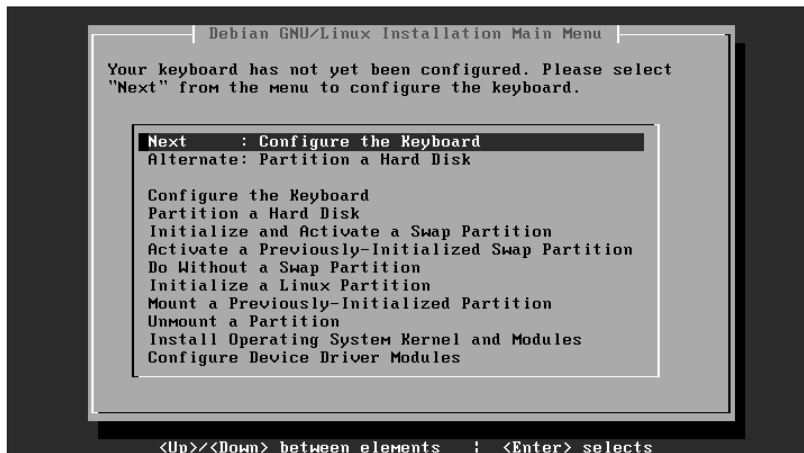 Debian GNU/Linux Installation Main Menu
Your keyboard has not yet been configured. Please select
"Next" from the menu to configure the keyboard.
Next : Configure the Keyboard
Alternate: Partition a Hard Disk
Configure the Keyboard
Partition a Hard Disk
Initialize and Activate a Swap Partition
Activate a Previously-Initialized Swap Partition
Do Without a Swap Partition
Initialize a Linux Partition
Mount a Previously-Initialized Partition
Unmount a Partition
Install Operating System Kernel and Modules
Configure Device Driver Modules
<Up>/<Down> between elements ¦ <Enter> selects